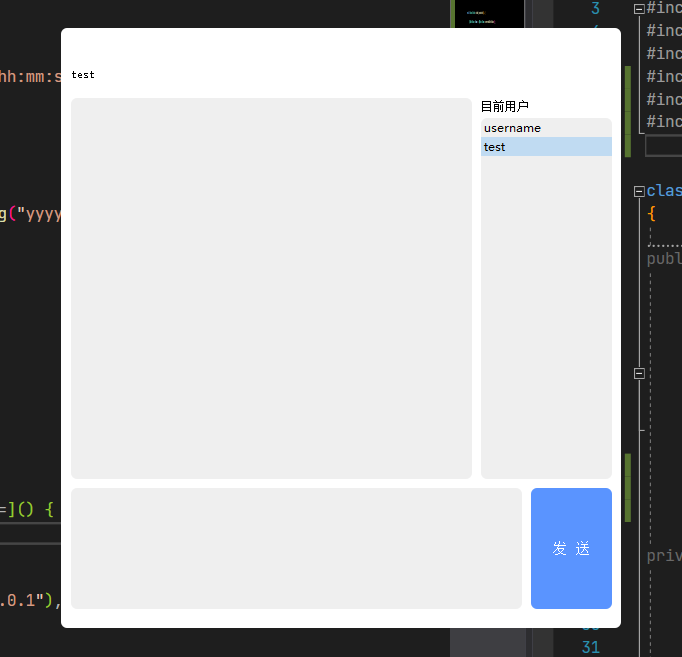 3
#inc
#inc
#inc
hh:mm:s
test
#inc
#inc
目前用户
#inc
username
test
clas
g("yyyy
{
publ
=]() {
发 送
priv
.0.1"),
31